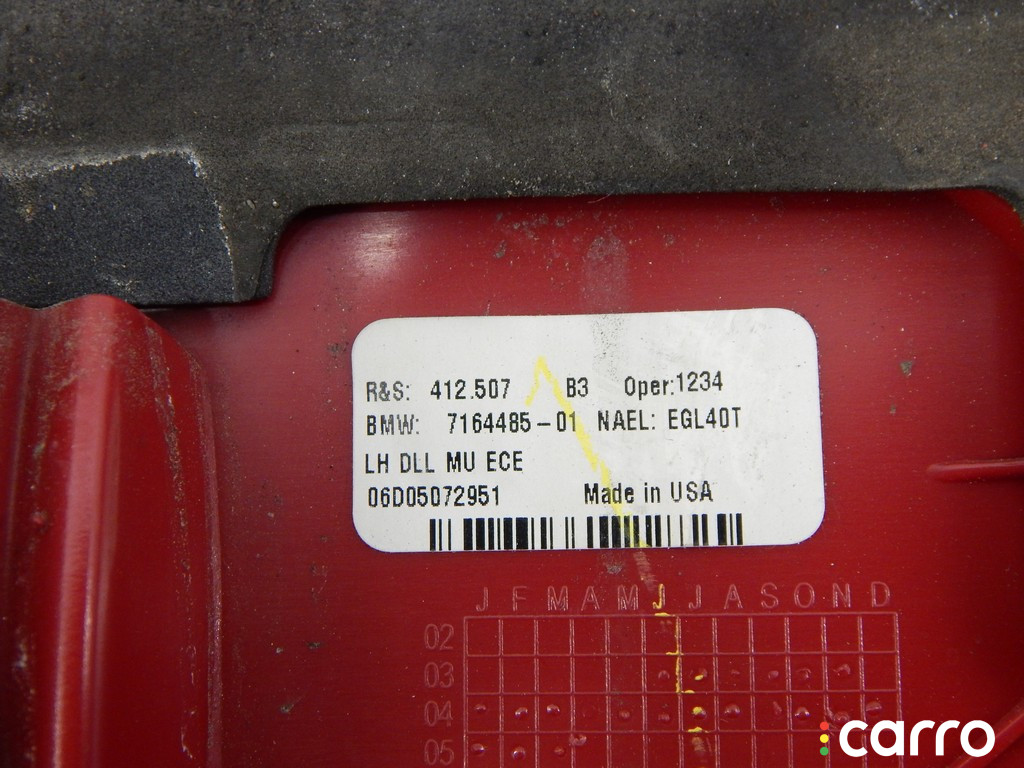 R&S: 412.507 B3 Oper:1234
BMW: 7164485-01 NAEL: EGL40T
LH DLL MU ECE
06D05072951 Made in USA
J F M A M J J A S O N D
02
03
04
05
carro